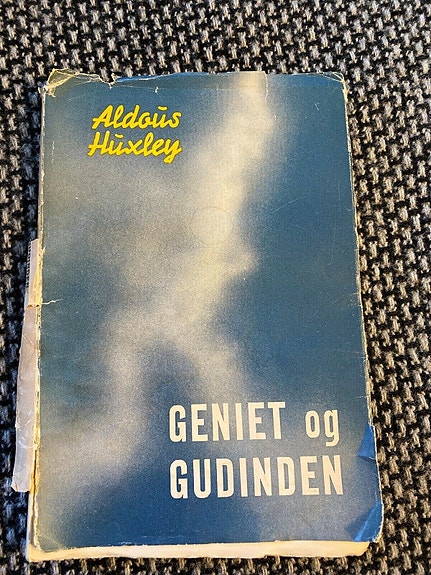 Aldous
Huxley
GENIET og
GUDINDEN